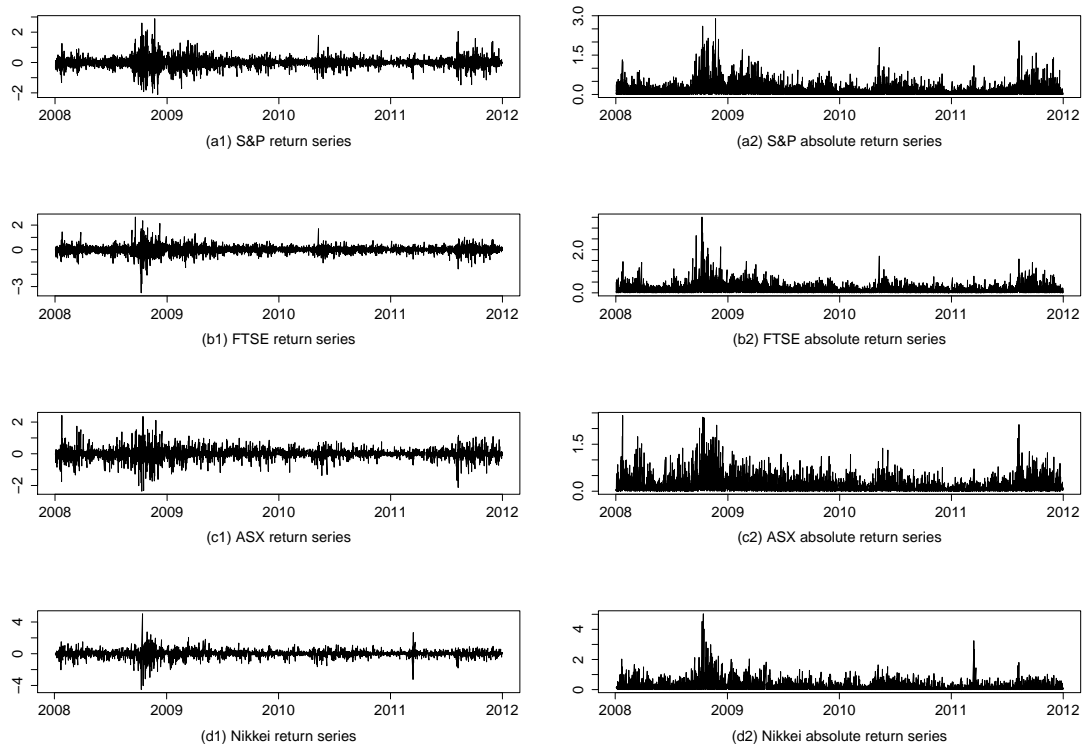 2
0
−2
2008 2009 2010 2011 2012
(a1) S&P return series
3.0
1.5
0.0
2008 2009 2010 2011 2012
(a2) S&P absolute return series
2
0
−3
2008 2009 2010 2011 2012
(b1) FTSE return series
2.0
0.0
2008 2009 2010 2011 2012
(b2) FTSE absolute return series
2
0
−2
2008 2009 2010 2011 2012
(c1) ASX return series
1.5
0.0
2008 2009 2010 2011 2012
(c2) ASX absolute return series
4
0
−4
2008 2009 2010 2011 2012
(d1) Nikkei return series
4
2
0
2008 2009 2010 2011 2012
(d2) Nikkei absolute return series